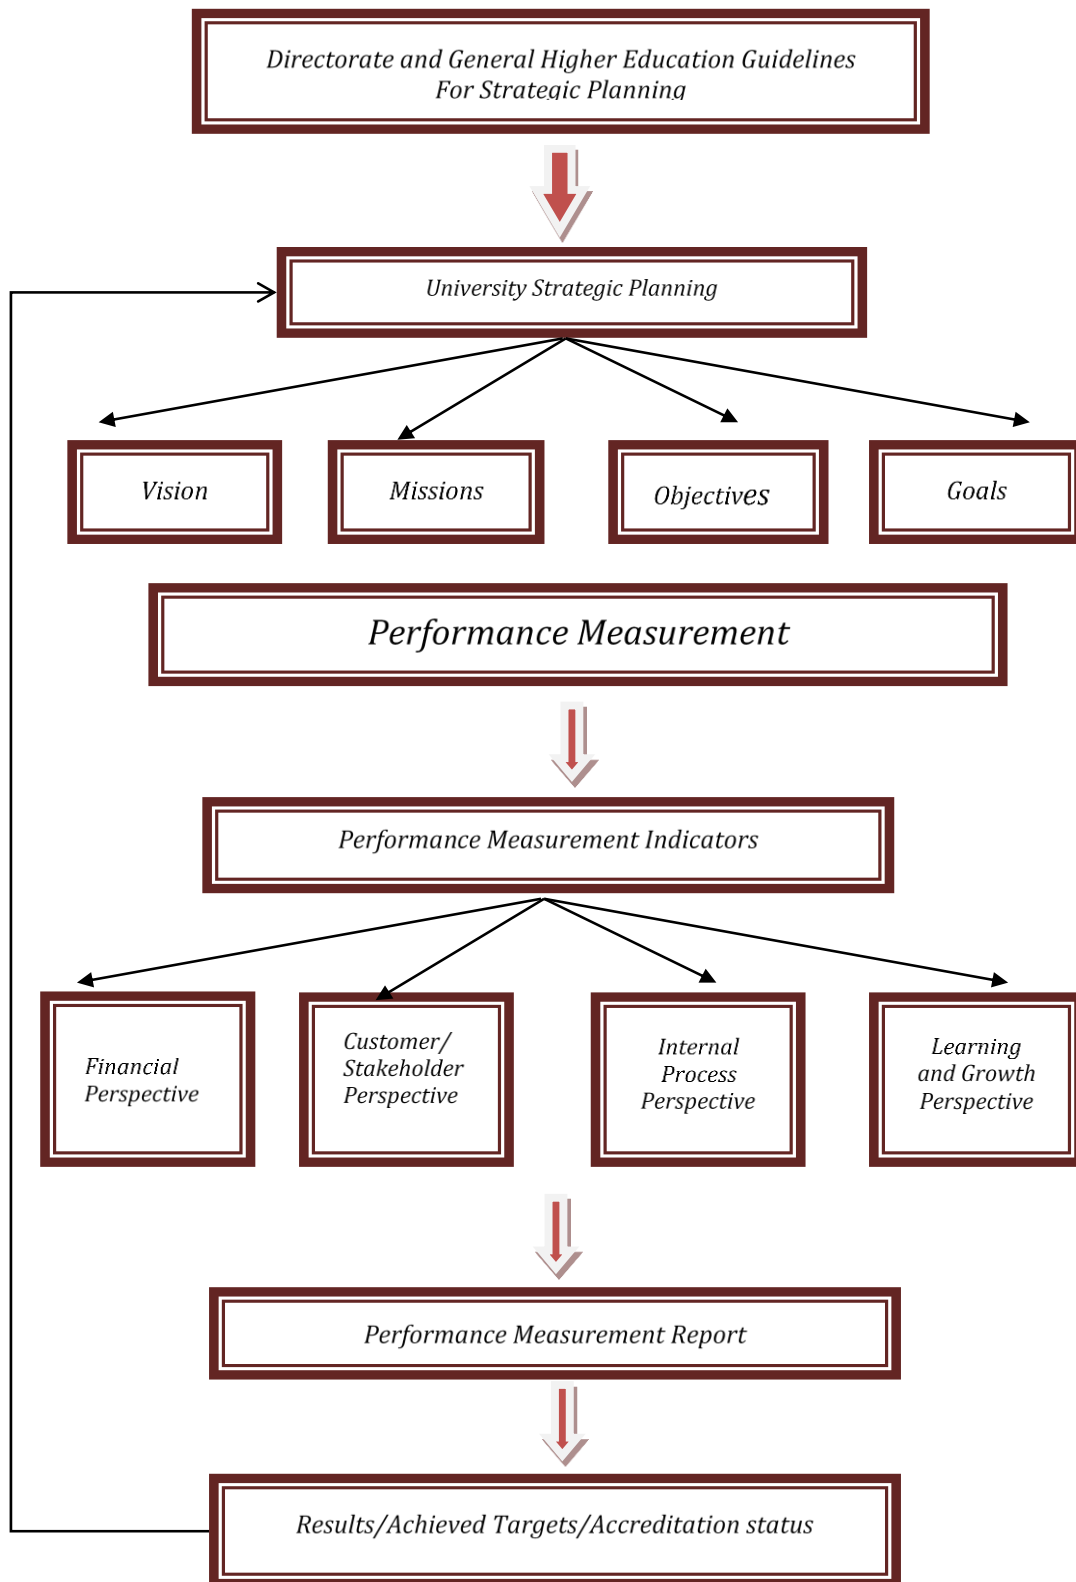 Directorate and General Higher Education Guidelines
For Strategic Planning
University Strategic Planning
Vision
Missions
Objectives
Goals
Performance Measurement
Performance Measurement Indicators
Financial
Perspective
Customer/
Stakeholder
Perspective
Internal
Process
Perspective
Learning
and Growth
Perspective
Performance Measurement Report
Results/Achieved Targets/Accreditation status